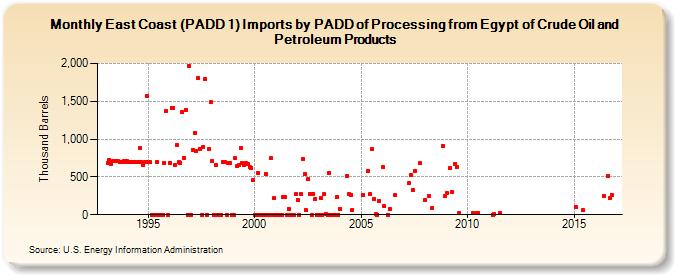 Monthly East Coast (PADD 1) Imports by PADD of Processing from Egypt of Crude Oil and
Petroleum Products
Thousand Barrels
2,000
1,500
1,000
500
0
1995
2000
2005
2010
2015
Source: U.S. Energy Information Administration